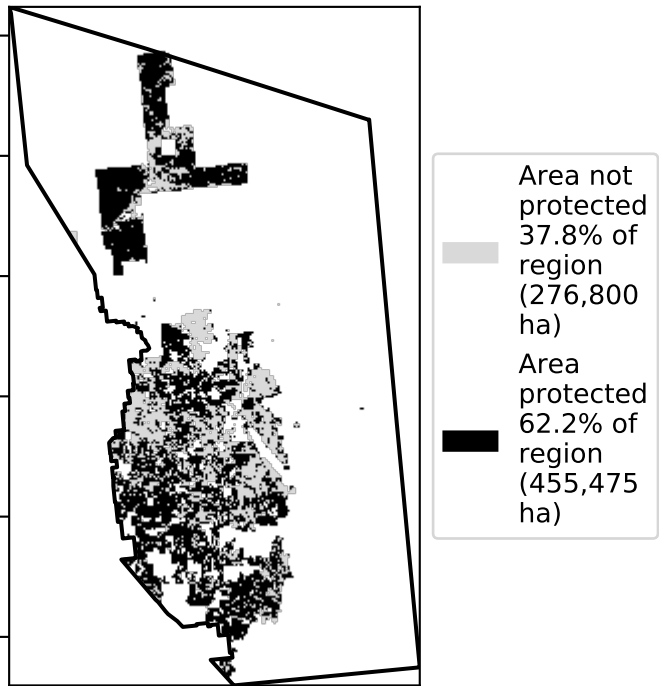 Area not
protected
37.8% of
region
(276,800
ha)
Area
protected
62.2% of
region
(455,475
ha)